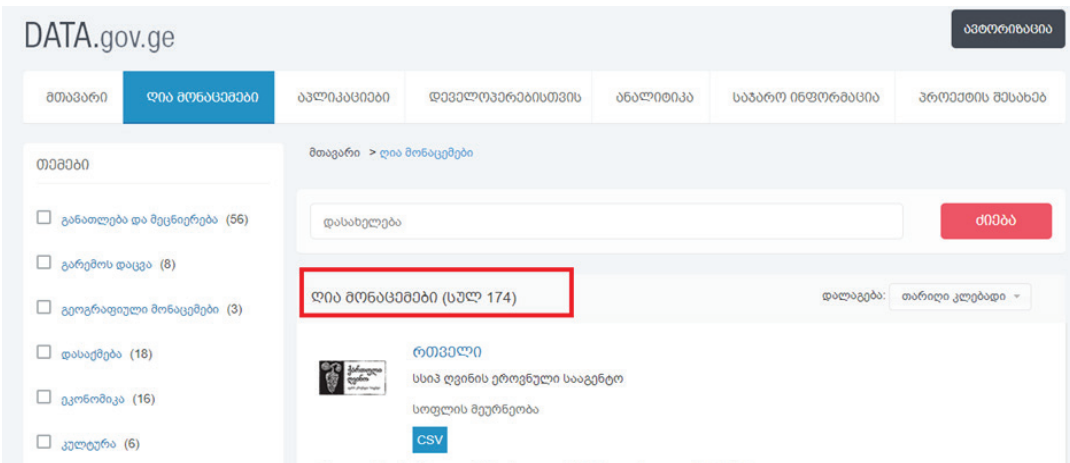 DATA.gov.ge
ავტორიზაცია
მთავარი
ღია მონაცემები
აპლიკაციები
დეველოპერებისთვის
ანალიტიკა
საჯარო ინფორმაცია
პროექტის შესახებ
თემები
განათლება და მეცნიერება (56)
გარემოს დაცვა (8)
გეოგრაფიული მონაცემები (3)
დასაქმება (18)
ეკონომიკა (16)
კულტურა (6)
მთავარი > ღია მონაცემები
დასახელება
ძიება
ღია მონაცემები (სულ 174)
დალაგება: თარიღი კლებადი
ქართული
ღვინო
რთველი
სსიპ ღვინის ეროვნული სააგენტო
სოფლის მეურნეობა
CSV